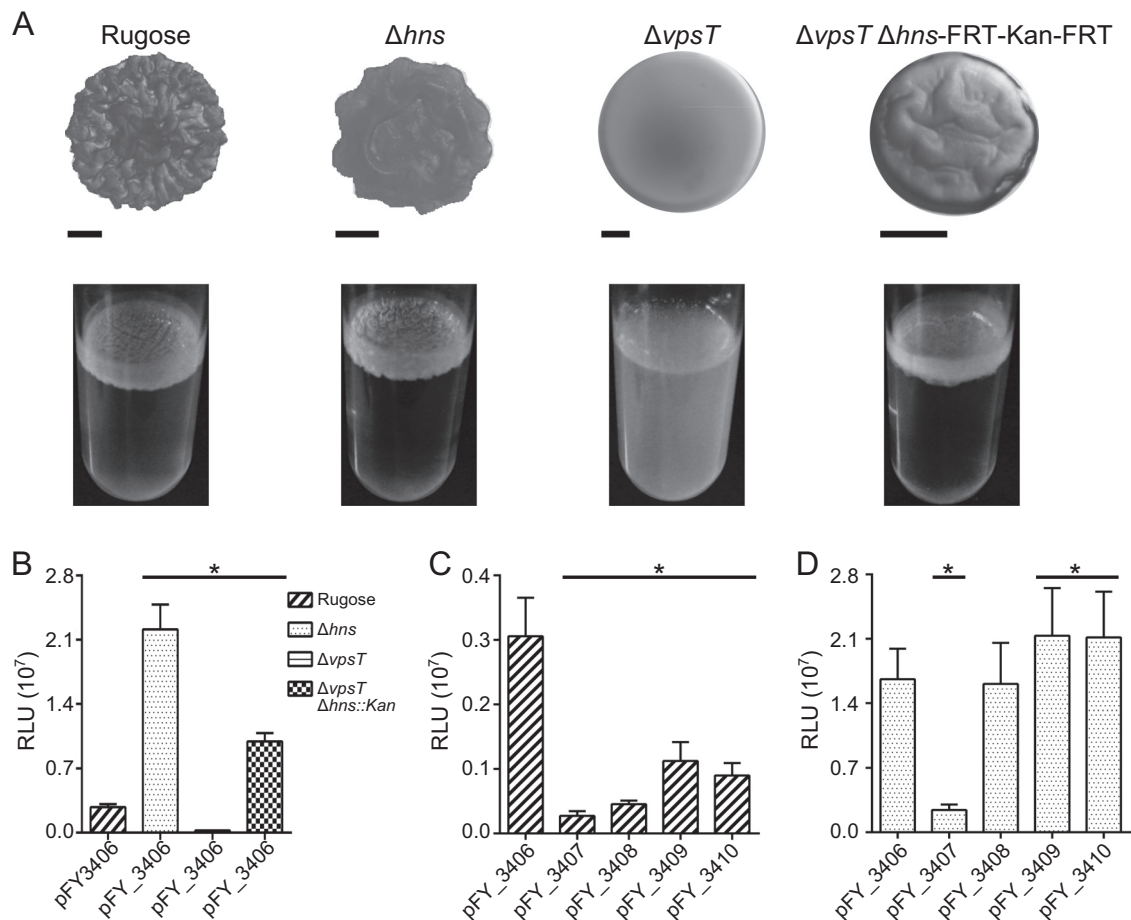 A
Rugose
Δhns
ΔvpsT
ΔvpsT Δhns-FRT-Kan-FRT
B
RLU (10⁷)
2.8
2.1
1.4
0.7
0.0
*
Rugose
Δhns
ΔvpsT
ΔvpsT
Δhns::Kan
pFY3406
pFY_3406
pFY_3406
pFY_3406
C
RLU (10⁷)
0.4
0.3
0.2
0.1
0.0
*
pFY_3406
pFY_3407
pFY_3408
pFY_3409
pFY_3410
D
RLU (10⁷)
2.8
2.1
1.4
0.7
0.0
*
*
pFY_3406
pFY_3407
pFY_3408
pFY_3409
pFY_3410